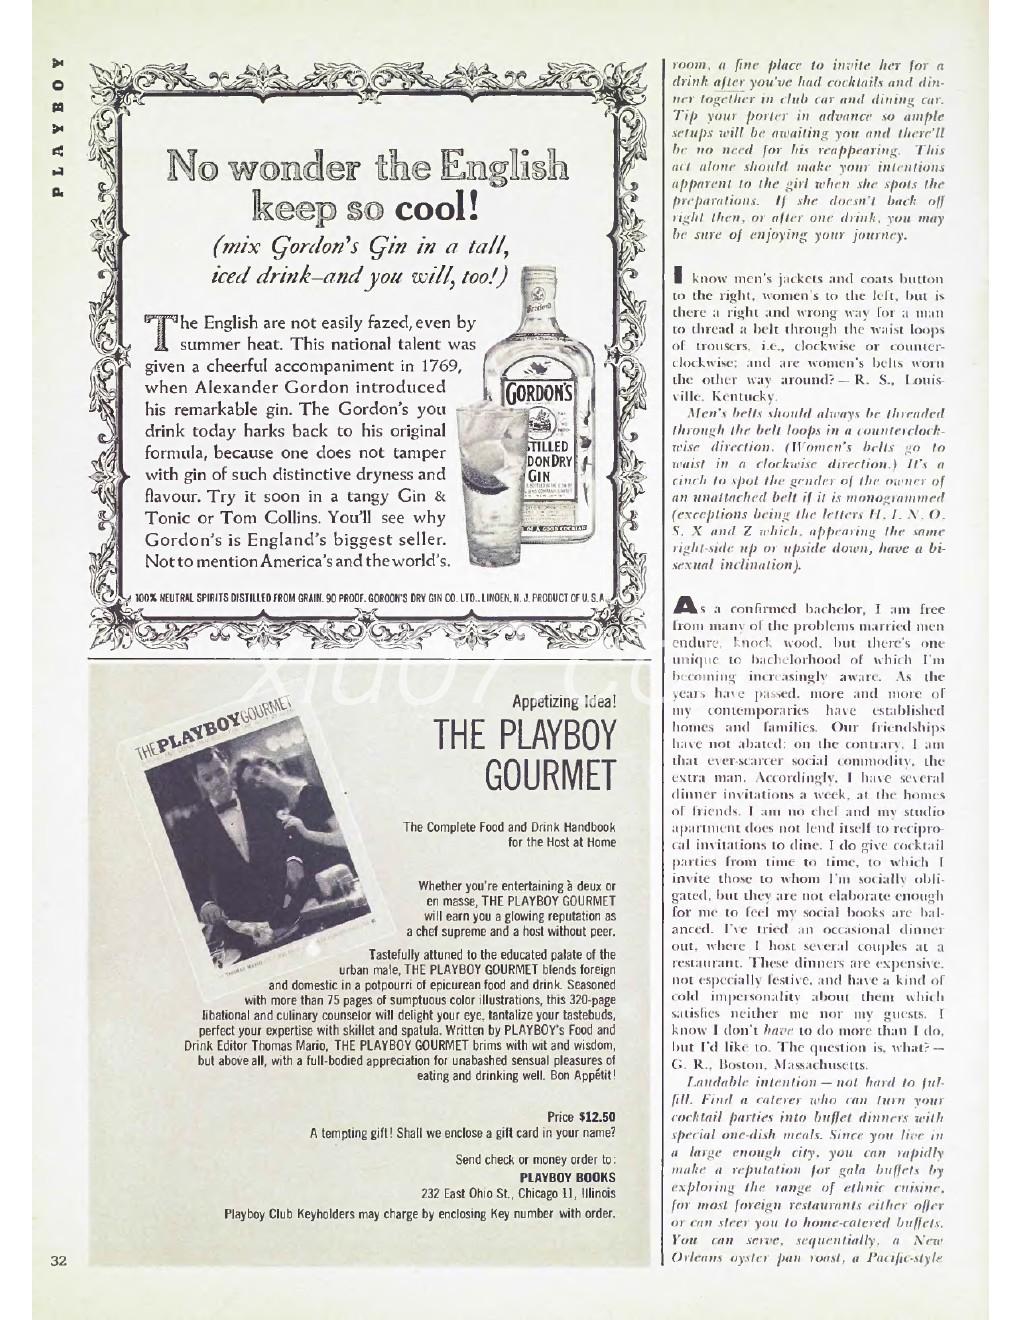 PLAYBOY
No wonder the English
keep so cool!
(mix Gordon's Gin in a tall,
iced drink–and you will, too!)
The English are not easily fazed, even by
summer heat. This national talent was
given a cheerful accompaniment in 1769,
when Alexander Gordon introduced
his remarkable gin. The Gordon's you
drink today harks back to his original
formula, because one does not tamper
with gin of such distinctive dryness and
flavour. Try it soon in a tangy Gin &
Tonic or Tom Collins. You'll see why
Gordon's is England's biggest seller.
Not to mention America's and the world's.
GORDON'S
STILLED
DON DRY
GIN
100% NEUTRAL SPIRITS DISTILLED FROM GRAIN. 90 PROOF. GORDON'S DRY GIN CO. LTD., LINDEN, N. J. PRODUCT OF U. S. A.
THE PLAYBOY GOURMET
THOMAS MARIO
Appetizing Idea!
THE PLAYBOY
GOURMET
The Complete Food and Drink Handbook
for the Host at Home
Whether you're entertaining à deux or
en masse, THE PLAYBOY GOURMET
will earn you a glowing reputation as
a chef supreme and a host without peer.
Tastefully attuned to the educated palate of the
urban male, THE PLAYBOY GOURMET blends foreign
and domestic in a potpourri of epicurean food and drink. Seasoned
with more than 75 pages of sumptuous color illustrations, this 320-page
libational and culinary counselor will delight your eye, tantalize your tastebuds,
perfect your expertise with skillet and spatula. Written by PLAYBOY's Food and
Drink Editor Thomas Mario, THE PLAYBOY GOURMET brims with wit and wisdom,
but above all, with a full-bodied appreciation for unabashed sensual pleasures of
eating and drinking well. Bon Appétit!
Price $12.50
A tempting gift! Shall we enclose a gift card in your name?
Send check or money order to:
PLAYBOY BOOKS
232 East Ohio St., Chicago 11, Illinois
Playboy Club Keyholders may charge by enclosing Key number with order.
32
room, a fine place to invite her for a
drink after you've had cocktails and din-
ner together in club car and dining car.
Tip your porter in advance so ample
setups will be awaiting you and there'll
be no need for his reappearing. This
act alone should make your intentions
apparent to the girl when she spots the
preparations. If she doesn't back off
right then, or after one drink, you may
be sure of enjoying your journey.
I know men's jackets and coats button
to the right, women's to the left, but is
there a right and wrong way for a man
to thread a belt through the waist loops
of trousers, i.e., clockwise or counter-
clockwise; and are women's belts worn
the other way around? — R. S., Louis-
ville, Kentucky.
Men's belts should always be threaded
through the belt loops in a counterclock-
wise direction. (Women's belts go to
waist in a clockwise direction.) It's a
cinch to spot the gender of the owner of
an unattached belt if it is monogrammed
(exceptions being the letters H, I, N, O,
S, X and Z which, appearing the same
right-side up or upside down, have a bi-
sexual inclination).
As a confirmed bachelor, I am free
from many of the problems married men
endure, knock wood, but there's one
unique to bachelorhood of which I'm
becoming increasingly aware. As the
years have passed, more and more of
my contemporaries have established
homes and families. Our friendships
have not abated; on the contrary, I am
that ever-scarcer social commodity, the
extra man. Accordingly, I have several
dinner invitations a week, at the homes
of friends. I am no chef and my studio
apartment does not lend itself to recipro-
cal invitations to dine. I do give cocktail
parties from time to time, to which I
invite those to whom I'm socially obli-
gated, but they are not elaborate enough
for me to feel my social books are bal-
anced. I've tried an occasional dinner
out, where I host several couples at a
restaurant. These dinners are expensive,
not especially festive, and have a kind of
cold impersonality about them which
satisfies neither me nor my guests. I
know I don't have to do more than I do,
but I'd like to. The question is, what? —
G. R., Boston, Massachusetts.
Laudable intention — not hard to ful-
fill. Find a caterer who can turn your
cocktail parties into buffet dinners with
special one-dish meals. Since you live in
a large enough city, you can rapidly
make a reputation for gala buffets by
exploring the range of ethnic cuisine,
for most foreign restaurants either offer
or can steer you to home-catered buffets.
You can serve, sequentially, a New
Orleans oyster pan roast, a Pacific-style